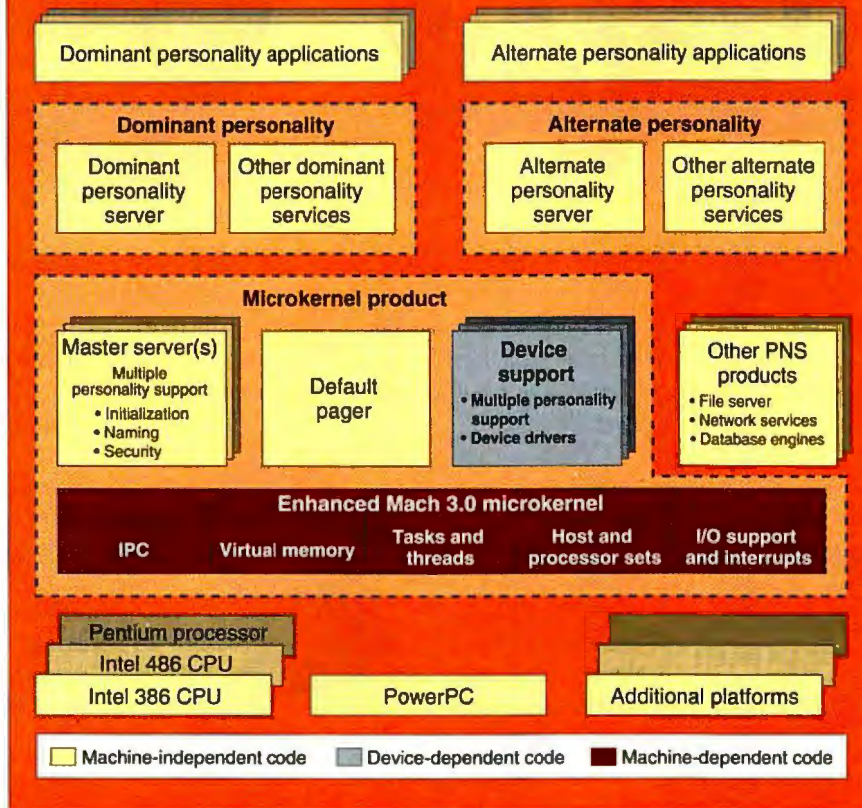 Dominant personality applications
Alternate personality applications
Dominant personality
Dominant
personality
server
Other dominant
personality
services
Alternate personality
Alternate
personality
server
Other alternate
personality
services
Microkernel product
Master server(s)
Multiple
personality support
• Initialization
• Naming
• Security
Default
pager
Device
support
• Multiple personality
support
• Device drivers
Other PNS
products
• File server
• Network services
• Database engines
Enhanced Mach 3.0 microkernel
IPC
Virtual memory
Tasks and
threads
Host and
processor sets
I/O support
and interrupts
Pentium processor
Intel 486 CPU
Intel 386 CPU
PowerPC
Additional platforms
Machine-independent code
Device-dependent code
Machine-dependent code